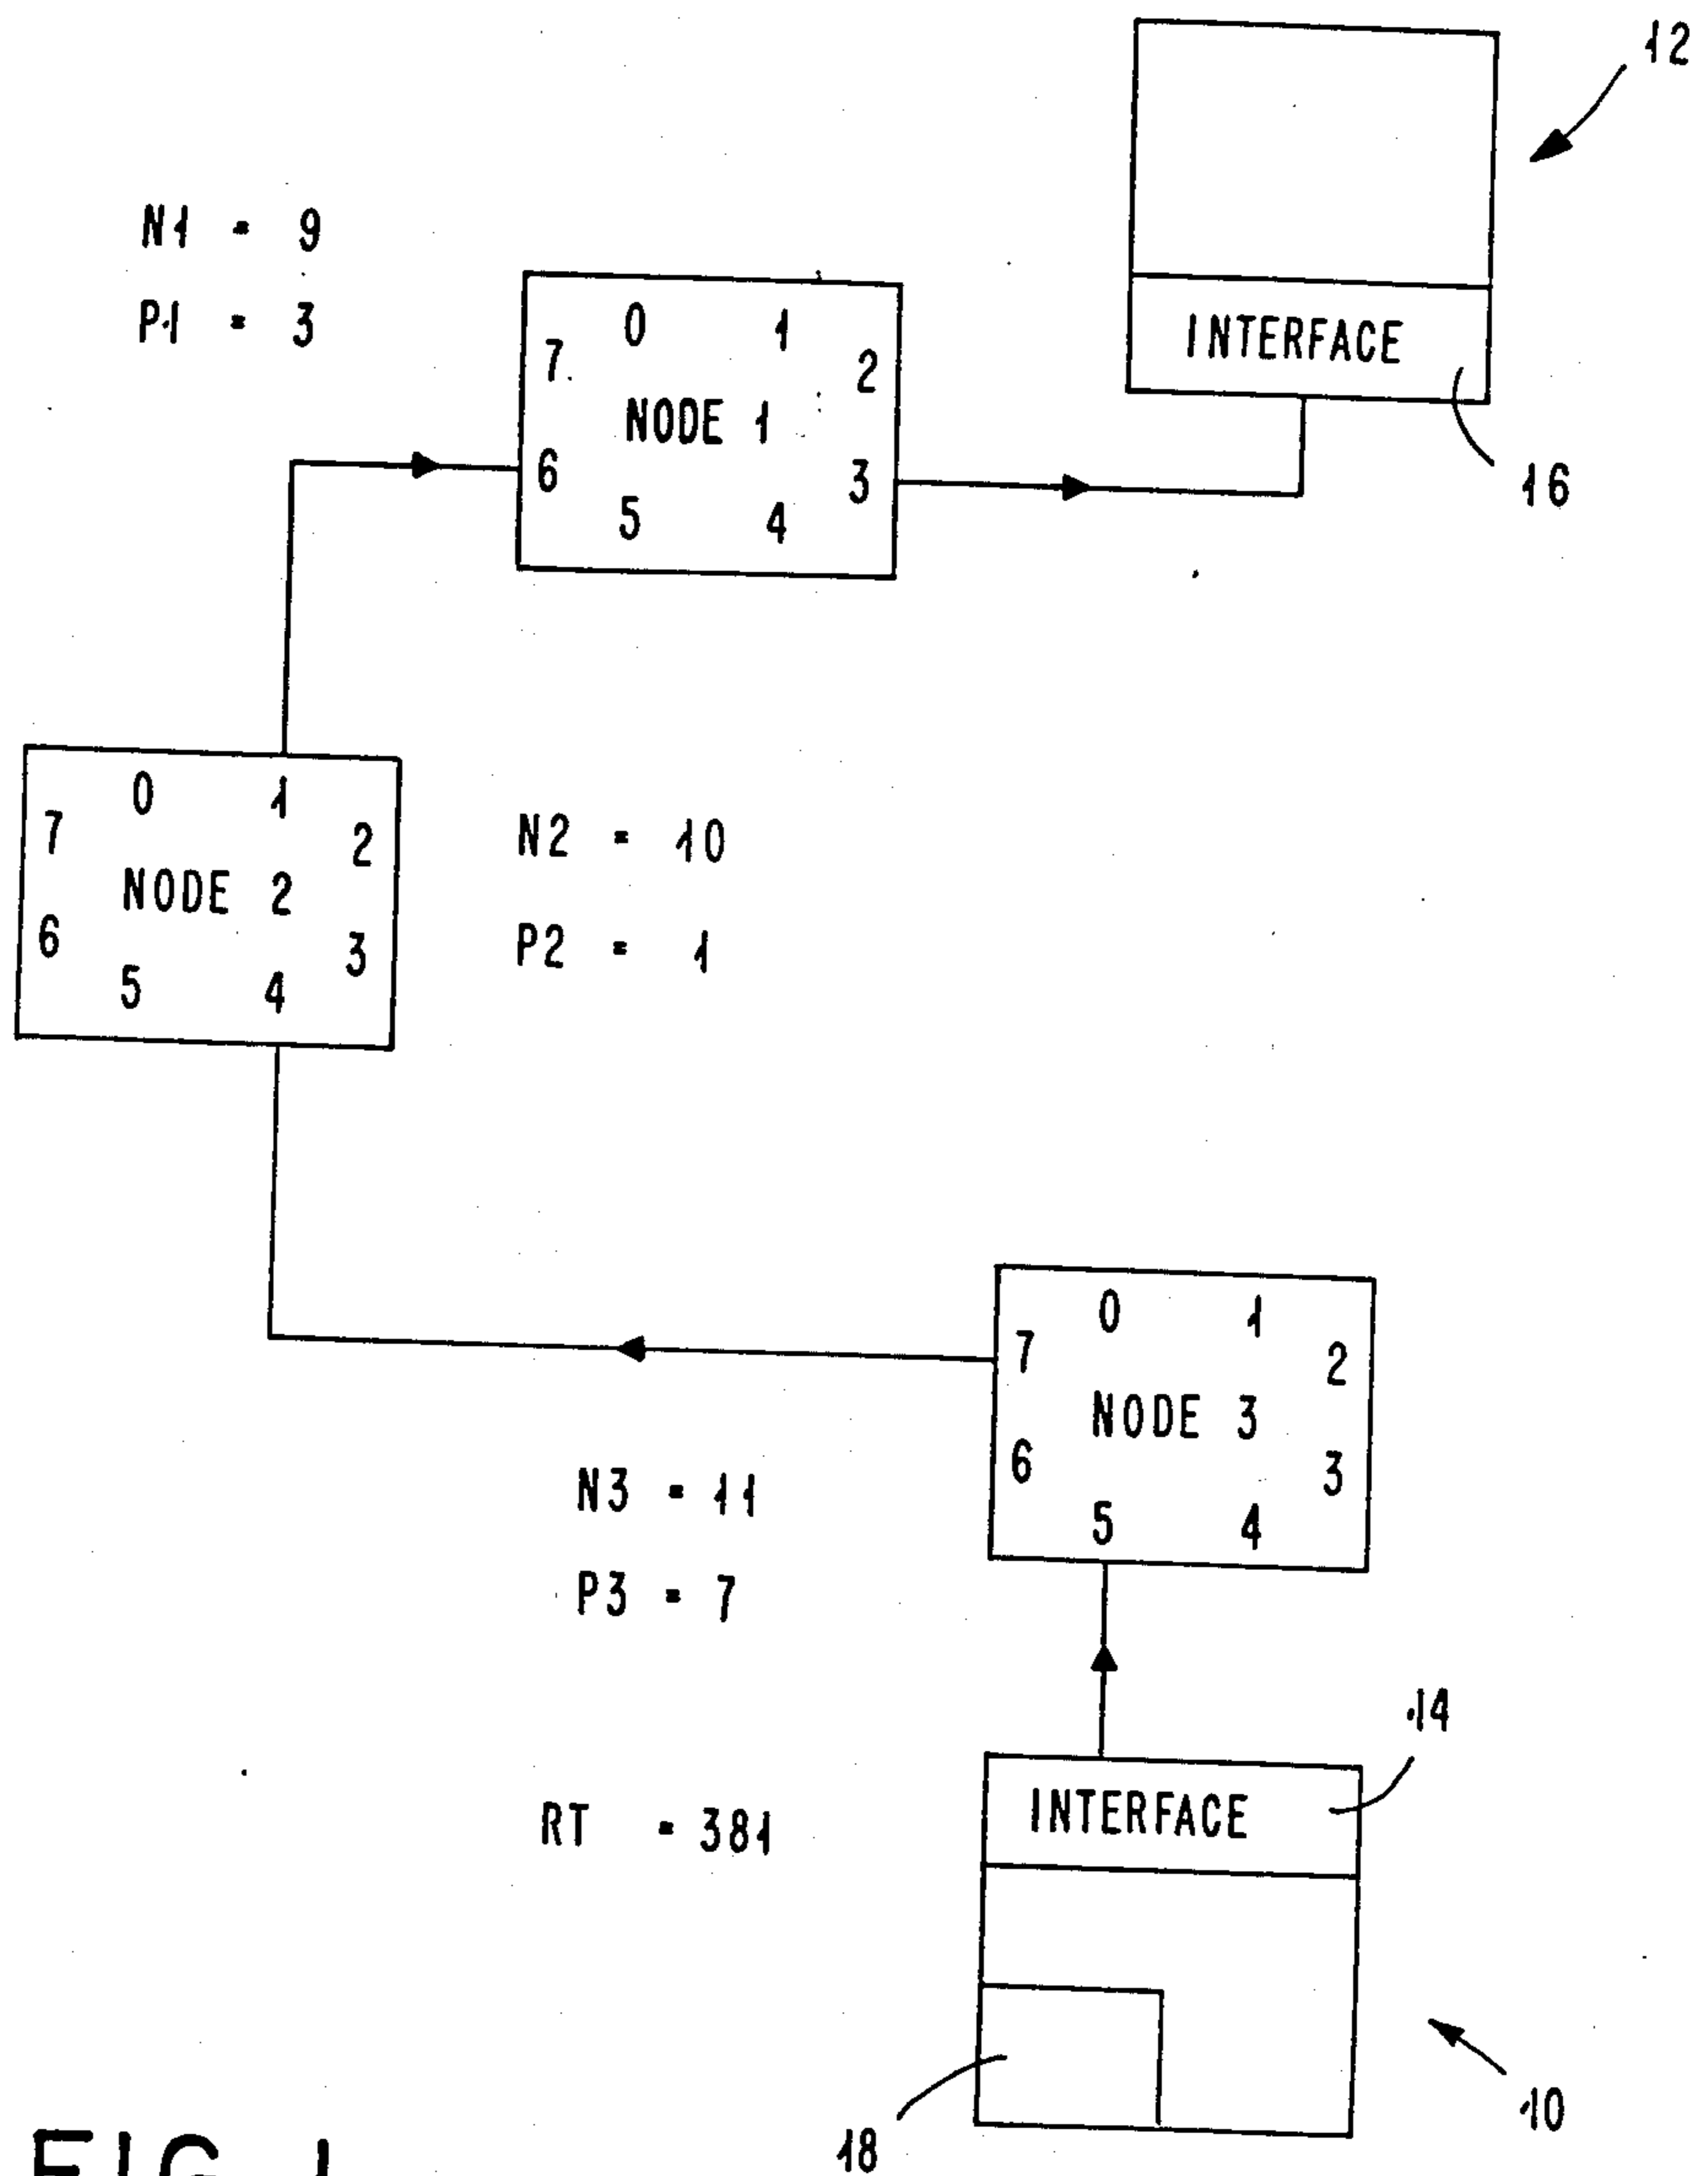 12
N1 = 9
P1 = 3
0 1
7 2
NODE 1
6 3
5 4
INTERFACE
16
0 1
7 2
NODE 2
6 3
5 4
N2 = 10
P2 = 1
0 1
7 2
NODE 3
6 3
5 4
N3 = 11
P3 = 7
14
INTERFACE
RT = 381
10
18
FIG. 1